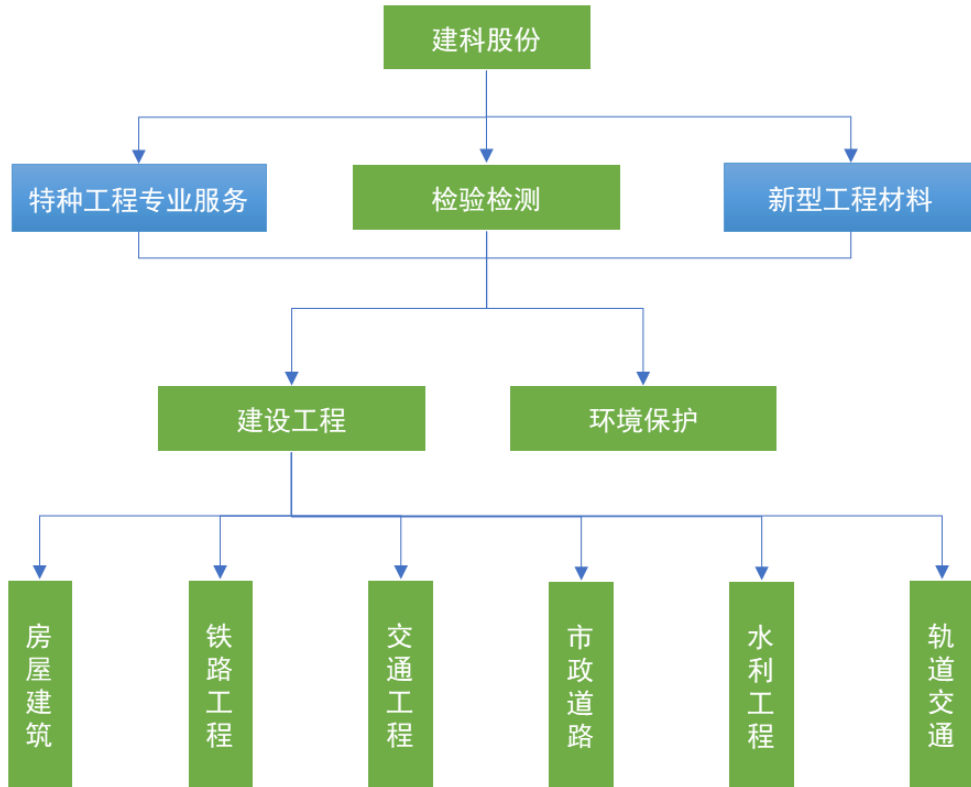 建科股份
特种工程专业服务
检验检测
新型工程材料
建设工程
环境保护
房屋建筑
铁路工程
交通工程
市政道路
水利工程
轨道交通